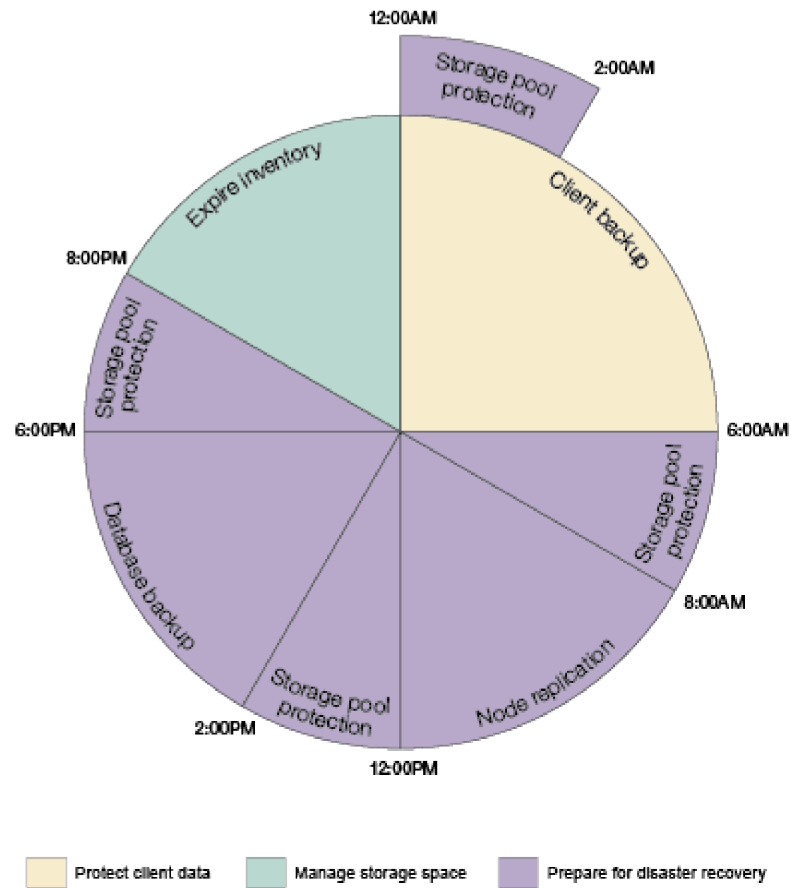 12:00AM
Storage pool
protection
2:00AM
Expire inventory
Client backup
8:00PM
Storage pool
protection
6:00PM
6:00AM
Storage pool
protection
Database backup
8:00AM
Node replication
Storage pool
protection
2:00PM
12:00PM
Protect client data
Manage storage space
Prepare for disaster recovery